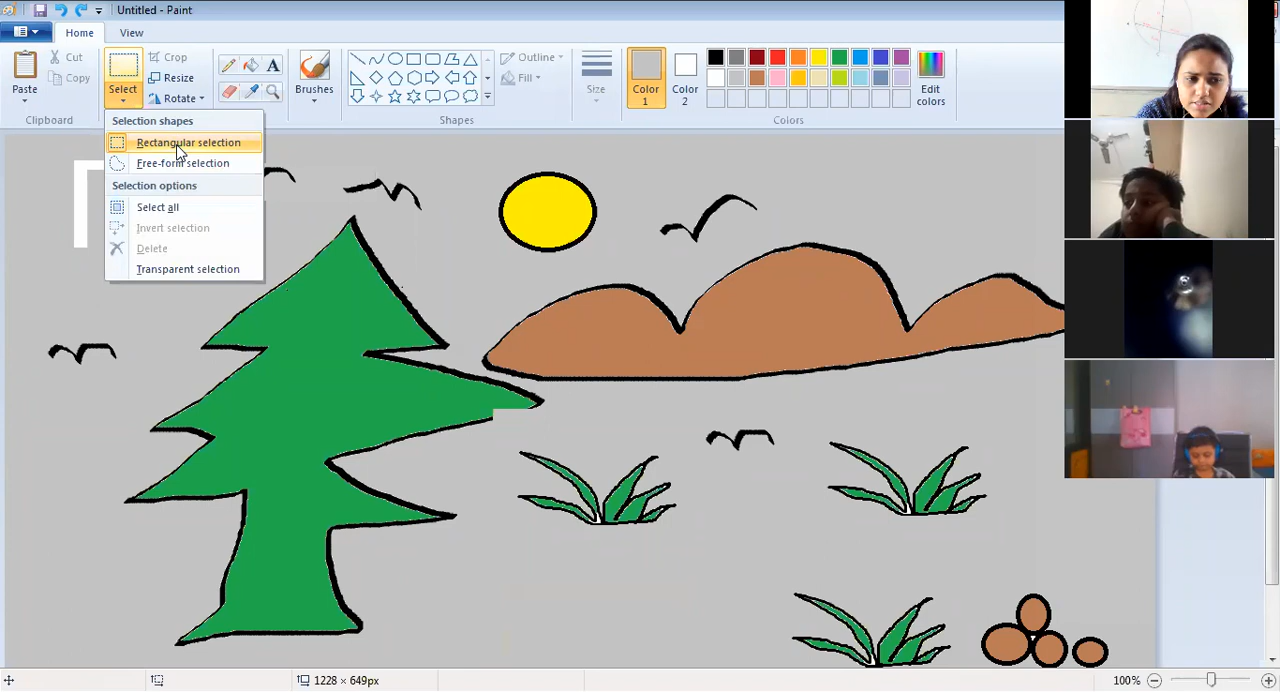 Untitled - Paint
Home View
Paste
Cut
Copy
Clipboard
Select
Crop
Resize
Rotate
Brushes
Outline
Fill
Shapes
Size
Color 1
Color 2
Edit colors
Colors
Selection shapes
Rectangular selection
Free-form selection
Selection options
Select all
Invert selection
Delete
Transparent selection
1228 × 649px
100%